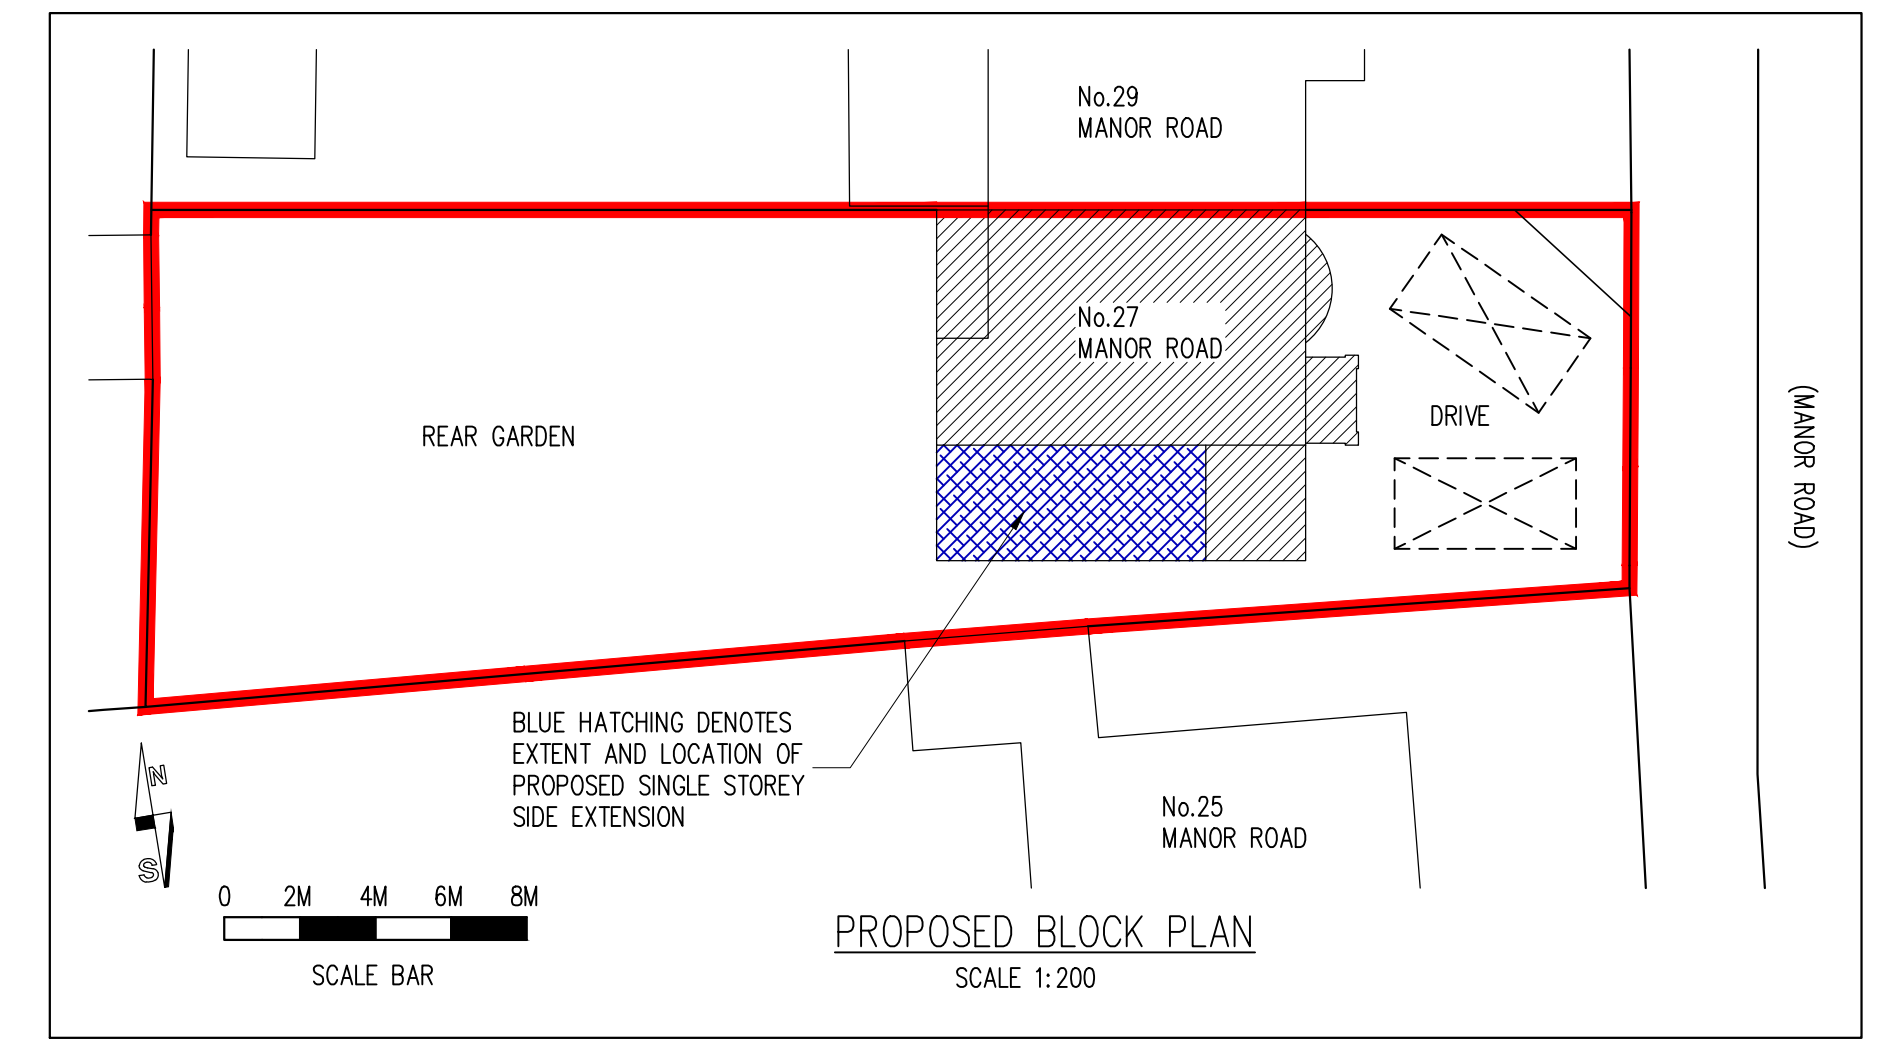 No.29
MANOR ROAD
No.27
MANOR ROAD
DRIVE
(MANOR ROAD)
REAR GARDEN
BLUE HATCHING DENOTES
EXTENT AND LOCATION OF
PROPOSED SINGLE STOREY
SIDE EXTENSION
N
S
No.25
MANOR ROAD
0 2M 4M 6M 8M
SCALE BAR
PROPOSED BLOCK PLAN
SCALE 1:200